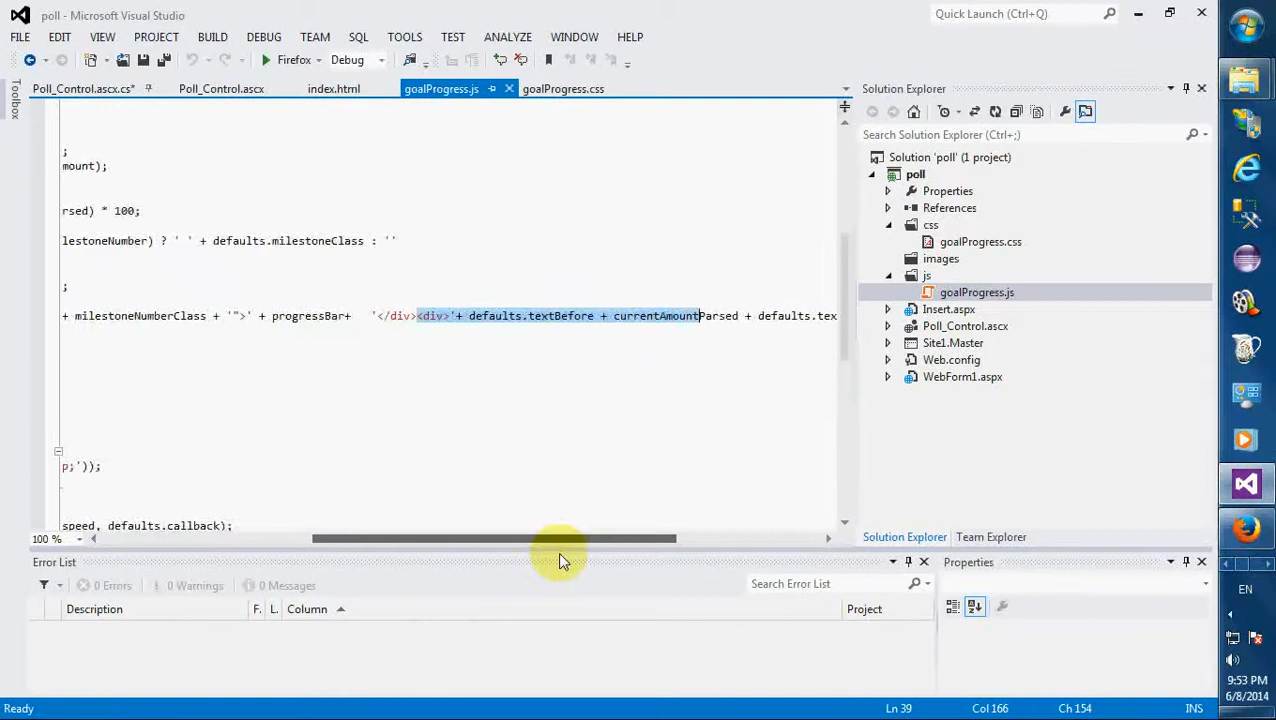 poll - Microsoft Visual Studio
Quick Launch (Ctrl+;)
FILE EDIT VIEW PROJECT BUILD DEBUG TEAM SQL TOOLS TEST ANALYZE WINDOW HELP
Firefox Debug
Toolbox
Poll_Control.ascx.cs* Poll_Control.ascx index.html goalProgress.js goalProgress.css
;
mount);
rsed) * 100;
lestoneNumber) ? ' ' + defaults.milestoneClass : ''
;
+ milestoneNumberClass + '">' + progressBar+ '</div><div>'+ defaults.textBefore + currentAmountParsed + defaults.tex
p;'));
speed, defaults.callback);
100 %
Error List
0 Errors 0 Warnings 0 Messages
Search Error List
Description F. L. Column Project
Solution Explorer
Search Solution Explorer (Ctrl+;)
Solution 'poll' (1 project)
poll
Properties
References
css
goalProgress.css
images
js
goalProgress.js
Insert.aspx
Poll_Control.ascx
Site1.Master
Web.config
WebForm1.aspx
Solution Explorer Team Explorer
Properties
Ready Ln 39 Col 166 Ch 154 INS
EN
9:53 PM
6/8/2014